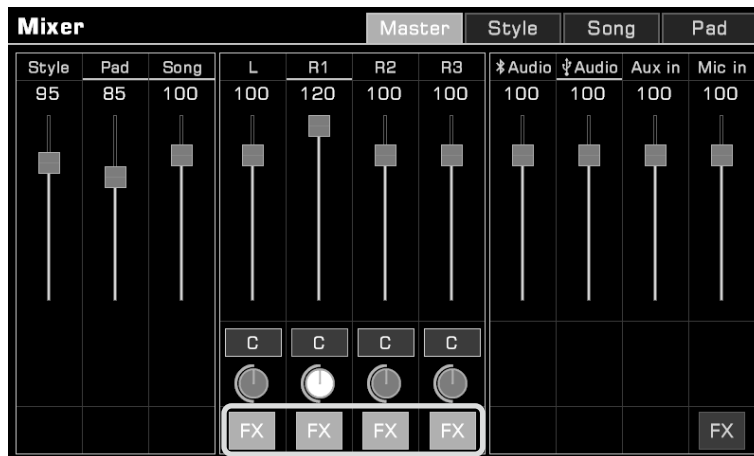 Mixer Master Style Song Pad
Style Pad Song L R1 R2 R3 Audio Audio Aux in Mic in
95 85 100 100 120 100 100 100 100 100 100
C C C C
FX FX FX FX FX